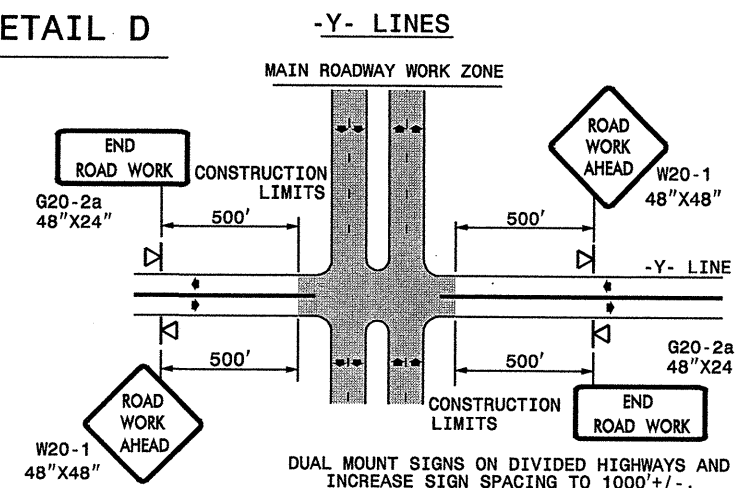 ETAIL D
-Y- LINES
MAIN ROADWAY WORK ZONE
END
ROAD WORK
G20-2a
48"X24"
CONSTRUCTION
LIMITS
500'
500'
ROAD
WORK
AHEAD
W20-1
48"X48"
-Y- LINE
500'
500'
ROAD
WORK
AHEAD
W20-1
48"X48"
CONSTRUCTION
LIMITS
G20-2a
48"X24
END
ROAD WORK
DUAL MOUNT SIGNS ON DIVIDED HIGHWAYS AND
INCREASE SIGN SPACING TO 1000'+/-.